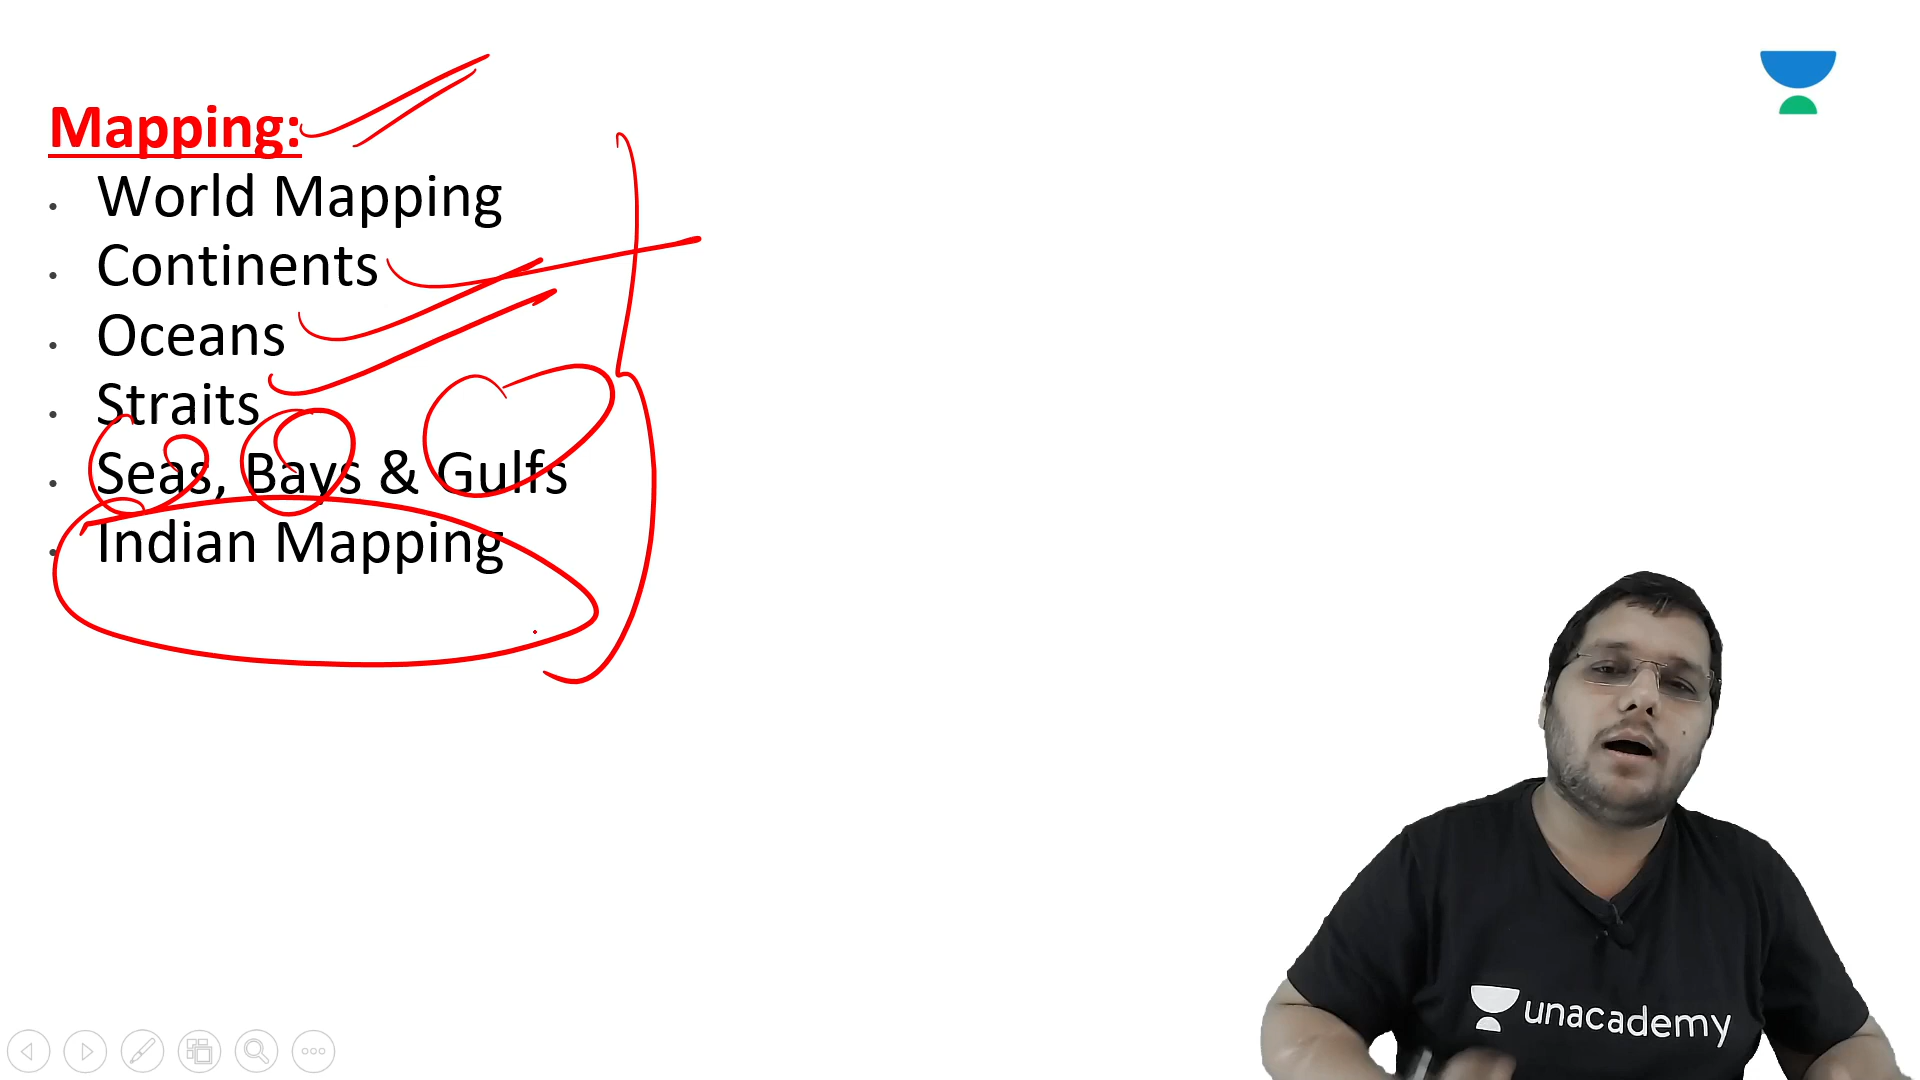 Mapping:
• World Mapping
• Continents
• Oceans
• Straits
• Seas, Bays & Gulfs
• Indian Mapping
unacademy